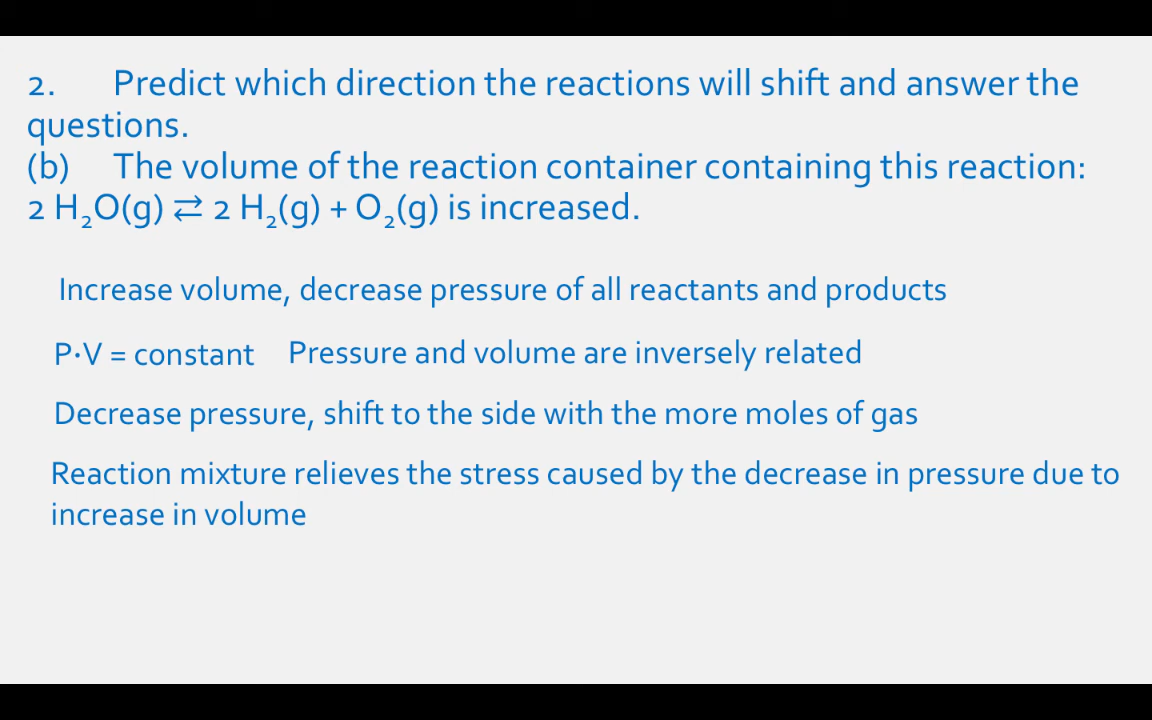 2. Predict which direction the reactions will shift and answer the
questions.
(b) The volume of the reaction container containing this reaction:
2 H₂O(g) ⇄ 2 H₂(g) + O₂(g) is increased.
Increase volume, decrease pressure of all reactants and products
P·V = constant Pressure and volume are inversely related
Decrease pressure, shift to the side with the more moles of gas
Reaction mixture relieves the stress caused by the decrease in pressure due to
increase in volume